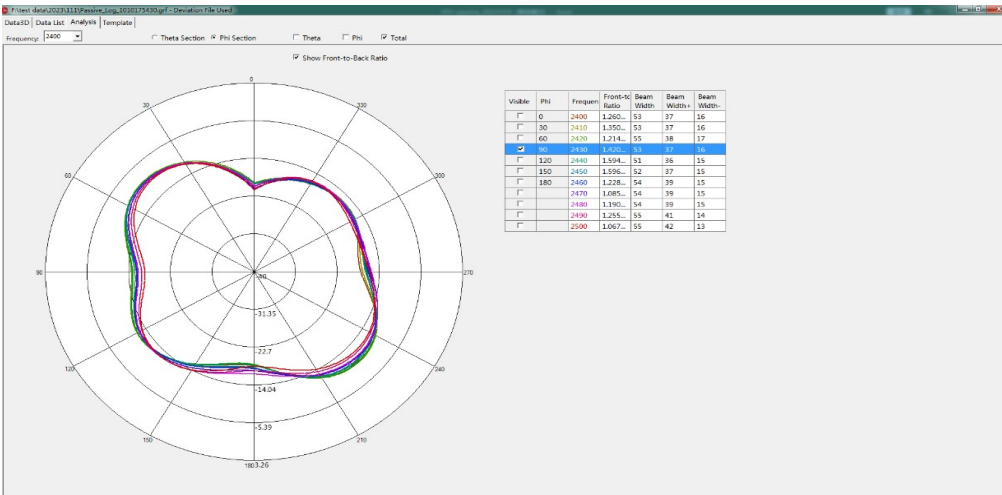 F:\test data\2023\111\Passive_Log_1010175430.grf - Deviation File Used
Data3D Data List Analysis Template
Frequency: 2400 Theta Section Phi Section Theta Phi Total
Show Front-to-Back Ratio
Visible Phi Frequen Front-to Ratio Beam Width Beam Width+ Beam Width-
0 2400 1.260... 53 37 16
30 2410 1.350... 53 37 16
60 2420 1.214... 55 38 17
90 2430 1.420... 53 37 16
120 2440 1.594... 51 36 15
150 2450 1.596... 52 37 15
180 2460 1.228... 54 39 15
2470 1.085... 54 39 15
2480 1.190... 54 39 15
2490 1.255... 55 41 14
2500 1.067... 55 42 13
0
30 330
60 300
90 -40 270
-31.35
-22.7
120 240
-14.04
-5.39
150 210
180 3.26